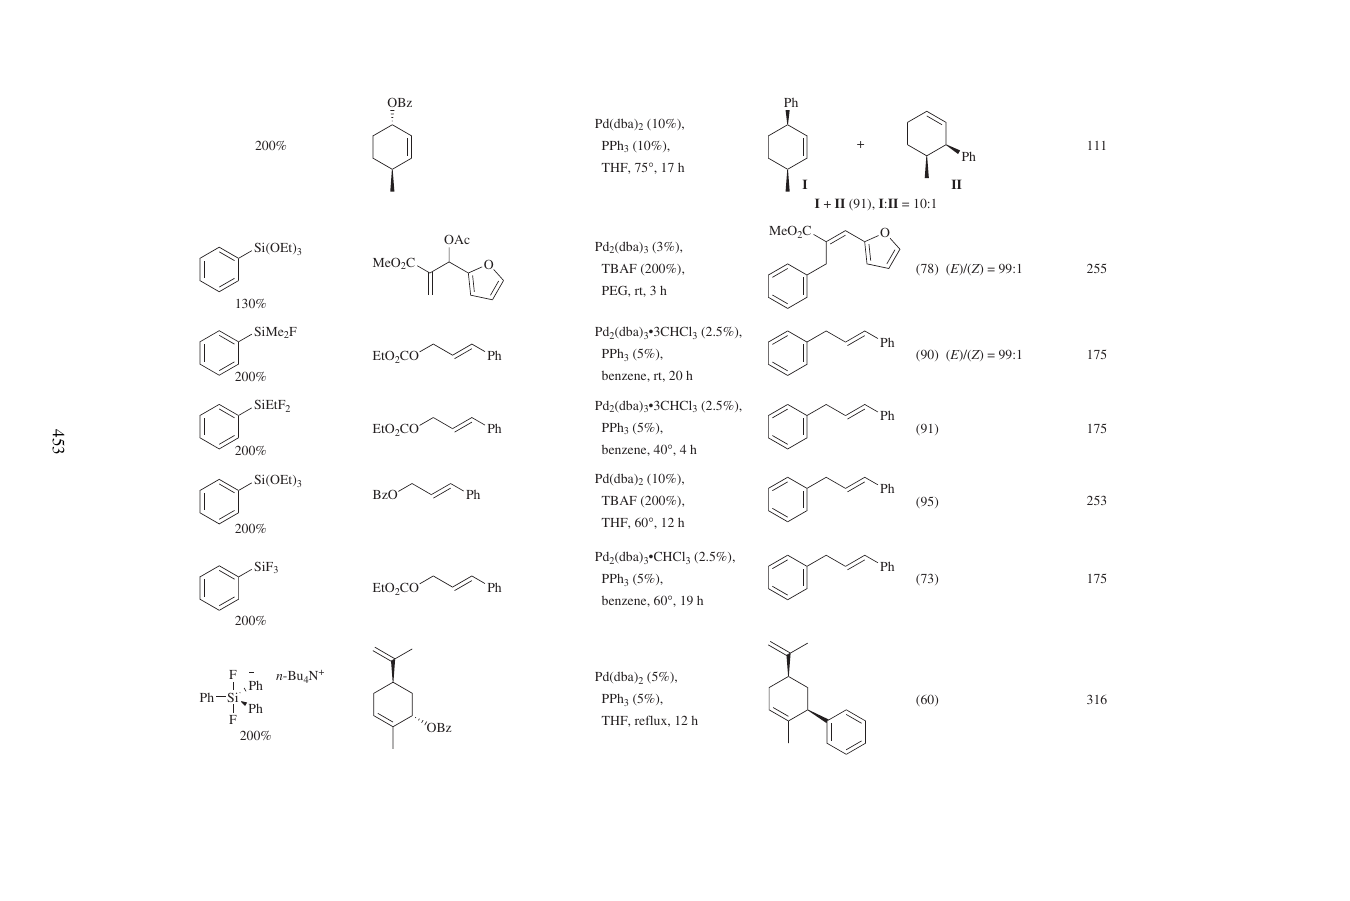 OBz
200%
Pd(dba)2 (10%),
PPh3 (10%),
THF, 75°, 17 h
Ph
I
+
Ph
II
I + II (91), I:II = 10:1
111
Si(OEt)3
130%
OAc
MeO2C
O
Pd2(dba)3 (3%),
TBAF (200%),
PEG, rt, 3 h
MeO2C
O
(78) (E)/(Z) = 99:1
255
SiMe2F
200%
EtO2CO
Ph
Pd2(dba)3•3CHCl3 (2.5%),
PPh3 (5%),
benzene, rt, 20 h
Ph
(90) (E)/(Z) = 99:1
175
SiEtF2
200%
EtO2CO
Ph
Pd2(dba)3•3CHCl3 (2.5%),
PPh3 (5%),
benzene, 40°, 4 h
Ph
(91)
175
453
Si(OEt)3
200%
BzO
Ph
Pd(dba)2 (10%),
TBAF (200%),
THF, 60°, 12 h
Ph
(95)
253
SiF3
200%
EtO2CO
Ph
Pd2(dba)3•CHCl3 (2.5%),
PPh3 (5%),
benzene, 60°, 19 h
Ph
(73)
175
F –
n-Bu4N+
Ph
Ph Si
Ph
F
200%
OBz
Pd(dba)2 (5%),
PPh3 (5%),
THF, reflux, 12 h
(60)
316